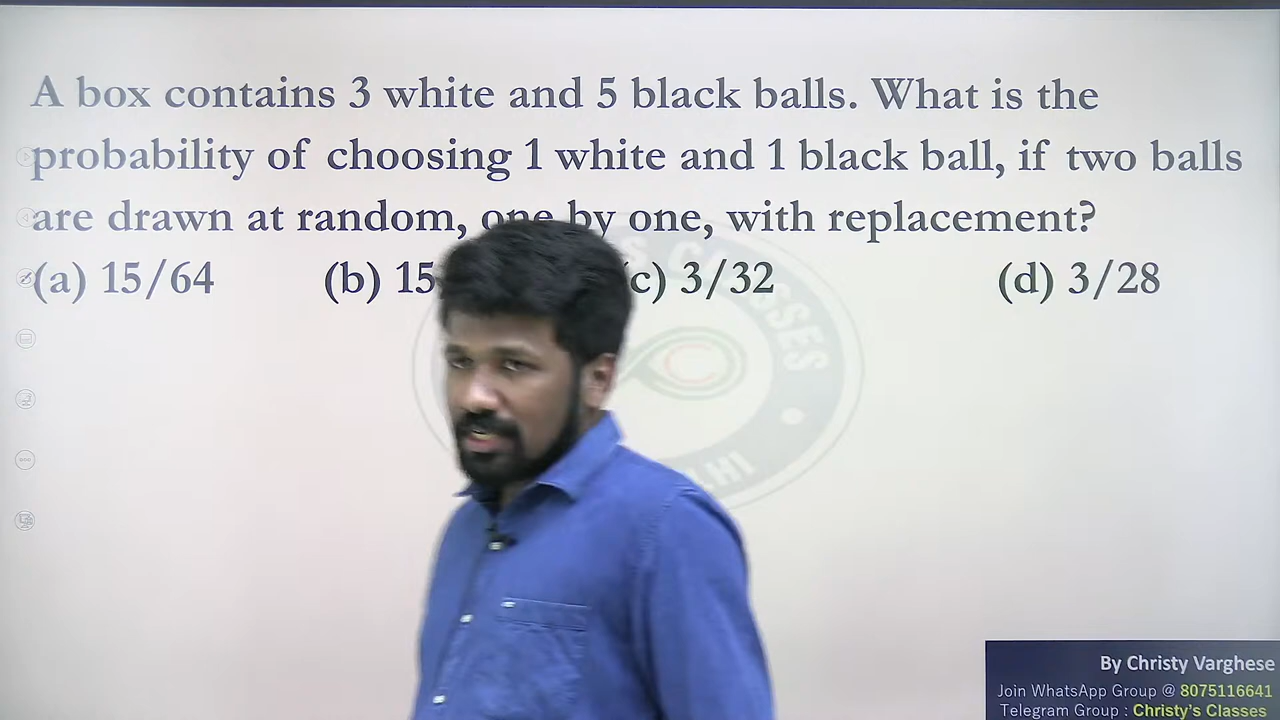 A box contains 3 white and 5 black balls. What is the
probability of choosing 1 white and 1 black ball, if two balls
are drawn at random, one by one, with replacement?
(a) 15/64 (b) 15 c) 3/32 (d) 3/28
CLASSES
By Christy Varghese
Join WhatsApp Group @ 8075116641
Telegram Group : Christy's Classes